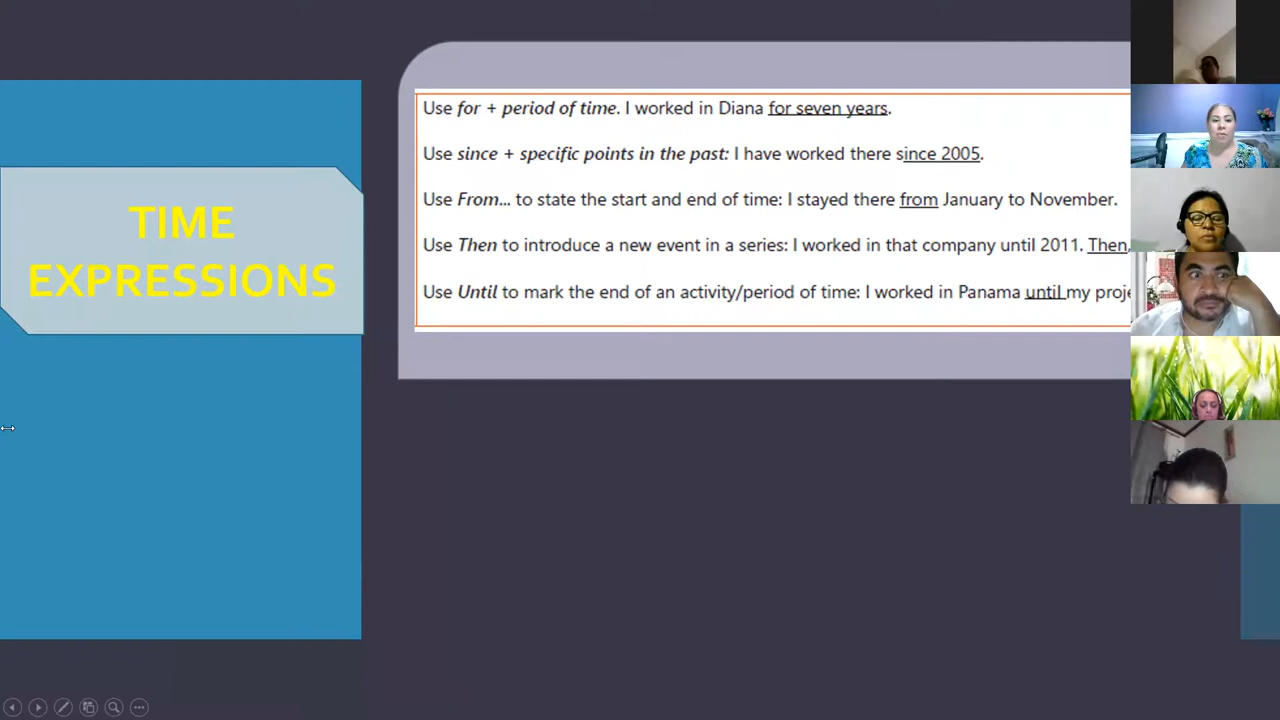 TIME
EXPRESSIONS
Use for + period of time. I worked in Diana for seven years.
Use since + specific points in the past: I have worked there since 2005.
Use From... to state the start and end of time: I stayed there from January to November.
Use Then to introduce a new event in a series: I worked in that company until 2011. Then,
Use Until to mark the end of an activity/period of time: I worked in Panama until my